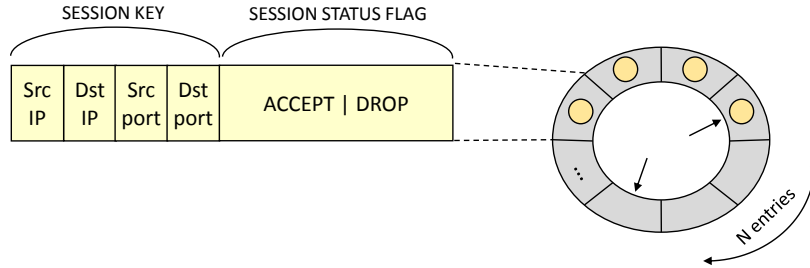 SESSION KEY
SESSION STATUS FLAG
Src
IP
Dst
IP
Src
port
Dst
port
ACCEPT | DROP
...
N entries